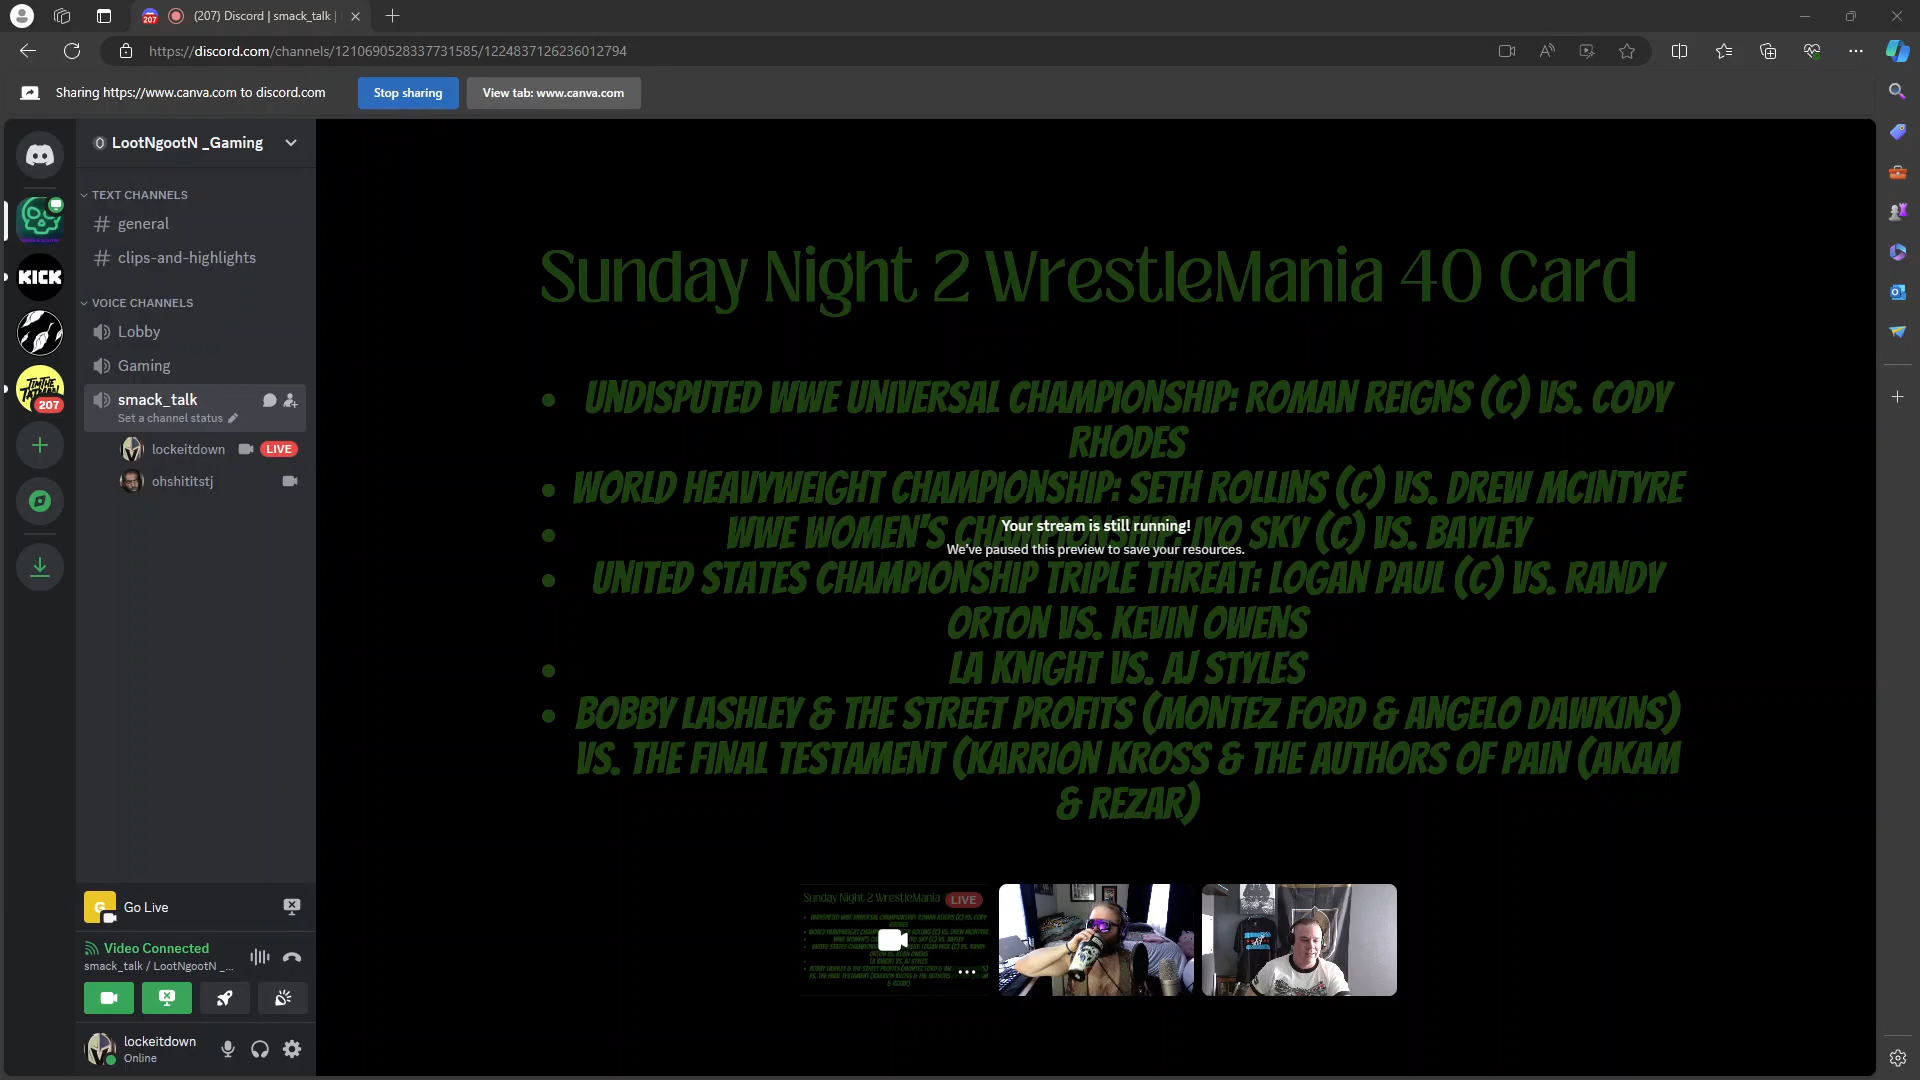 207
(207) Discord | smack_talk |
https://discord.com/channels/1210690528337731585/1224837126236012794
Sharing https://www.canva.com to discord.com
Stop sharing
View tab: www.canva.com
LootNgootN _Gaming
TEXT CHANNELS
general
clips-and-highlights
KICK
VOICE CHANNELS
Lobby
Gaming
TIMTHE
TATMAN
207
smack_talk
Set a channel status
lockeitdown
LIVE
ohshititstj
Sunday Night 2 WrestleMania 40 Card
UNDISPUTED WWE UNIVERSAL CHAMPIONSHIP: ROMAN REIGNS (C) VS. CODY
RHODES
WORLD HEAVYWEIGHT CHAMPIONSHIP: SETH ROLLINS (C) VS. DREW MCINTYRE
WWE WOMEN'S CHAMPIONSHIP: IYO SKY (C) VS. BAYLEY
Your stream is still running!
We've paused this preview to save your resources.
UNITED STATES CHAMPIONSHIP TRIPLE THREAT: LOGAN PAUL (C) VS. RANDY
ORTON VS. KEVIN OWENS
LA KNIGHT VS. AJ STYLES
BOBBY LASHLEY & THE STREET PROFITS (MONTEZ FORD & ANGELO DAWKINS)
VS. THE FINAL TESTAMENT (KARRION KROSS & THE AUTHORS OF PAIN (AKAM
& REZAR)
Sunday Night 2 WrestleMania
LIVE
G
Go Live
Video Connected
smack_talk / LootNgootN _...
lockeitdown
Online